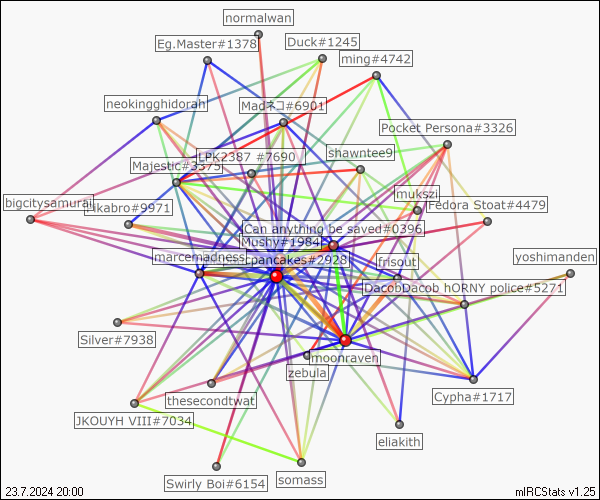 normalwan
Eg.Master#1378
Duck#1245
ming#4742
neokingghidorah
Madネコ#6901
Pocket Persona#3326
LPK2387 #7690
shawntee9
Majestic#3375
mukszi
bigcitysamurai
Fedora Stoat#4479
Can anything be saved#0396
Mushy#1984
marcemadness
cpancakes#2928
frisout
yoshimanden
DacobDacob hORNY police#5271
Silver#7938
moonraven
zebula
thesecondtwat
Cypha#1717
JKOUYH VIII#7034
eliakith
somass
Swirly Boi#6154
23.7.2024 20:00
mIRCStats v1.25